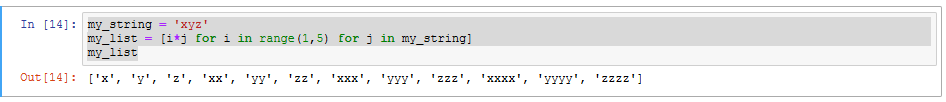 In [14]: my_string = 'xyz'
my_list = [i*j for i in range(1,5) for j in my_string]
my_list
Out[14]: ['x', 'y', 'z', 'xx', 'yy', 'zz', 'xxx', 'yyy', 'zzz', 'xxxx', 'yyyy', 'zzzz']